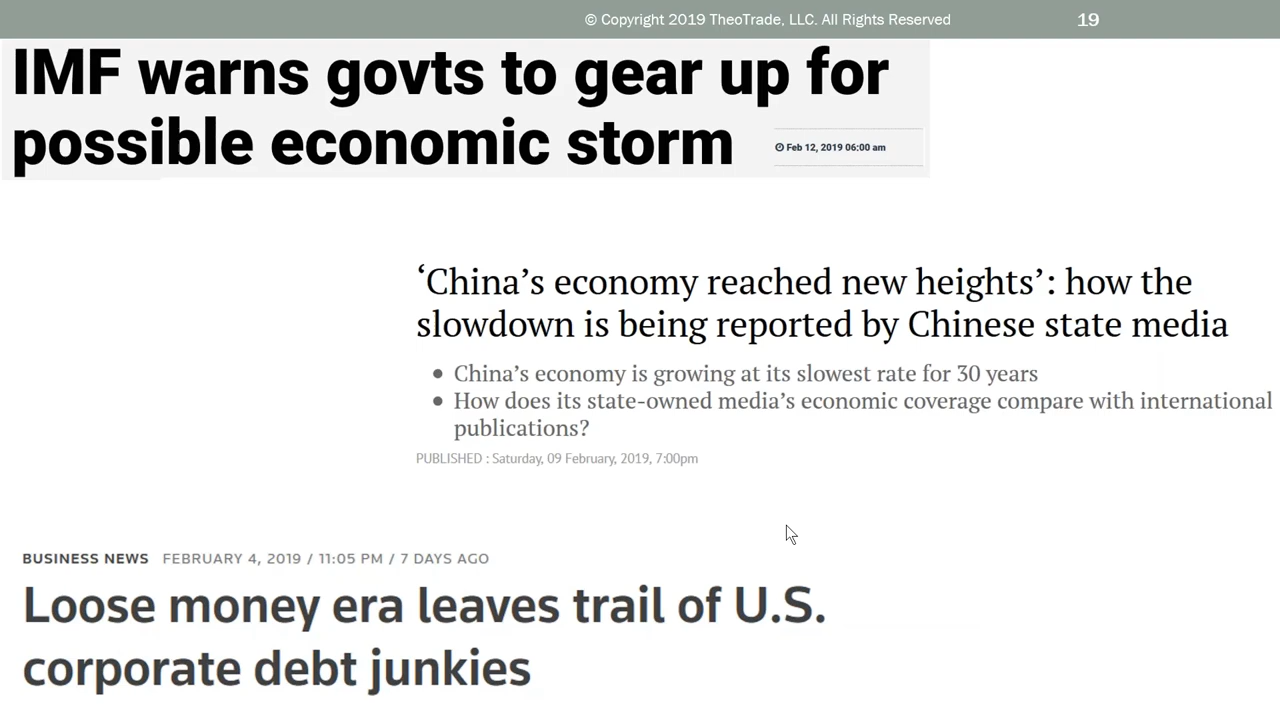 © Copyright 2019 TheoTrade, LLC. All Rights Reserved
19
IMF warns govts to gear up for
possible economic storm
Feb 12, 2019 06:00 am
‘China’s economy reached new heights’: how the
slowdown is being reported by Chinese state media
• China’s economy is growing at its slowest rate for 30 years
• How does its state-owned media’s economic coverage compare with international
publications?
PUBLISHED : Saturday, 09 February, 2019, 7:00pm
BUSINESS NEWS FEBRUARY 4, 2019 / 11:05 PM / 7 DAYS AGO
Loose money era leaves trail of U.S.
corporate debt junkies